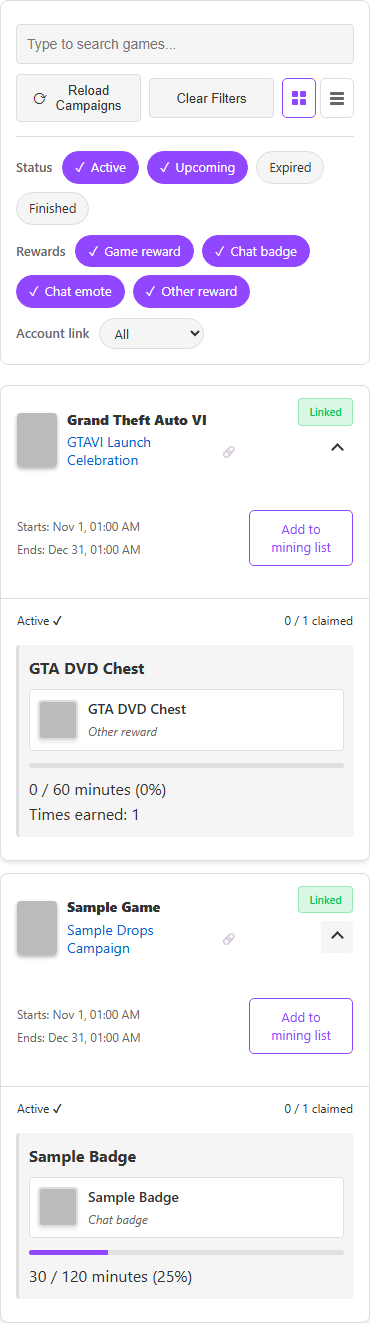 Type to search games...
Reload
Campaigns
Clear Filters
Status ✓ Active ✓ Upcoming Expired
Finished
Rewards ✓ Game reward ✓ Chat badge
✓ Chat emote ✓ Other reward
Account link All
Linked
Grand Theft Auto VI
GTAVI Launch
Celebration
Starts: Nov 1, 01:00 AM
Ends: Dec 31, 01:00 AM
Add to
mining list
Active ✓ 0 / 1 claimed
GTA DVD Chest
GTA DVD Chest
Other reward
0 / 60 minutes (0%)
Times earned: 1
Linked
Sample Game
Sample Drops
Campaign
Starts: Nov 1, 01:00 AM
Ends: Dec 31, 01:00 AM
Add to
mining list
Active ✓ 0 / 1 claimed
Sample Badge
Sample Badge
Chat badge
30 / 120 minutes (25%)